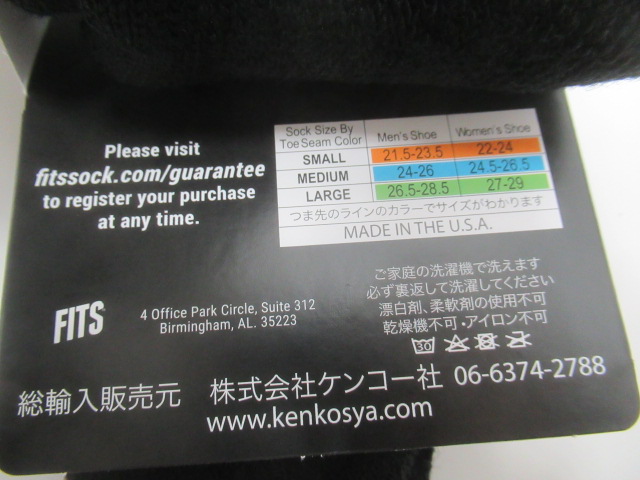 Please visit
fitssock.com/guarantee
to register your purchase
at any time.
Sock Size By Toe Seam Color Men's Shoe Women's Shoe
SMALL 21.5-23.5 22-24
MEDIUM 24-26 24.5-26.5
LARGE 26.5-28.5 27-29
つま先のラインのカラーでサイズがわかります
MADE IN THE U.S.A.
ご家庭の洗濯機で洗えます
必ず裏返して洗濯してください
漂白剤、柔軟剤の使用不可
乾燥機不可・アイロン不可
30
FITS
4 Office Park Circle, Suite 312
Birmingham, AL. 35223
総輸入販売元 株式会社ケンコー社 06-6374-2788
www.kenkosya.com